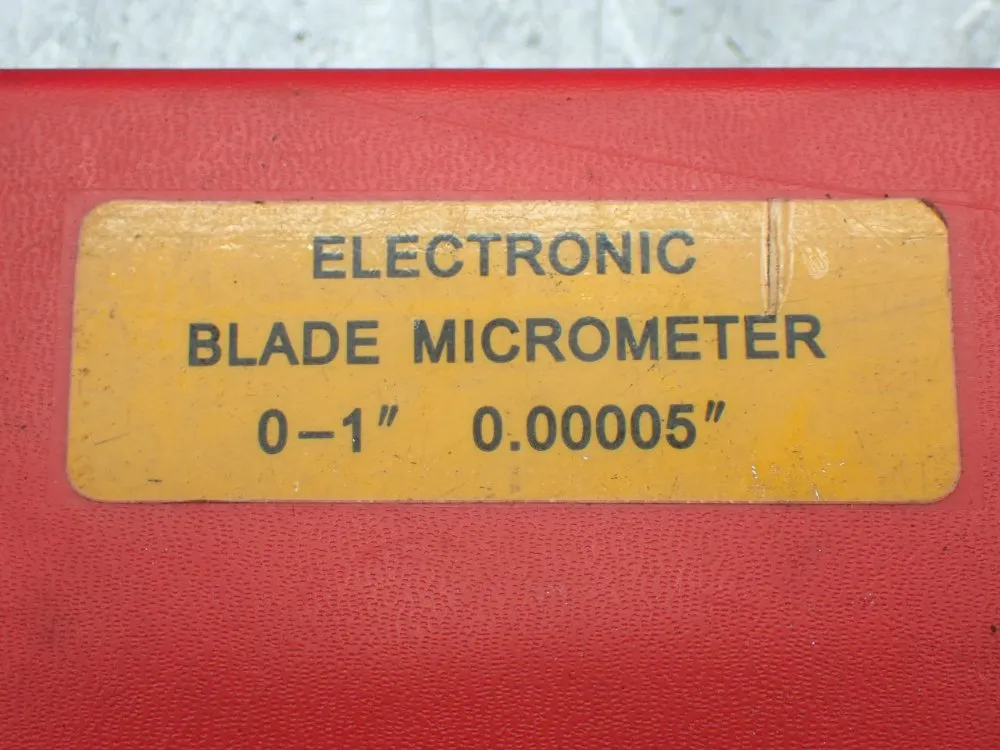 ELECTRONIC
BLADE MICROMETER
0-1" 0.00005"